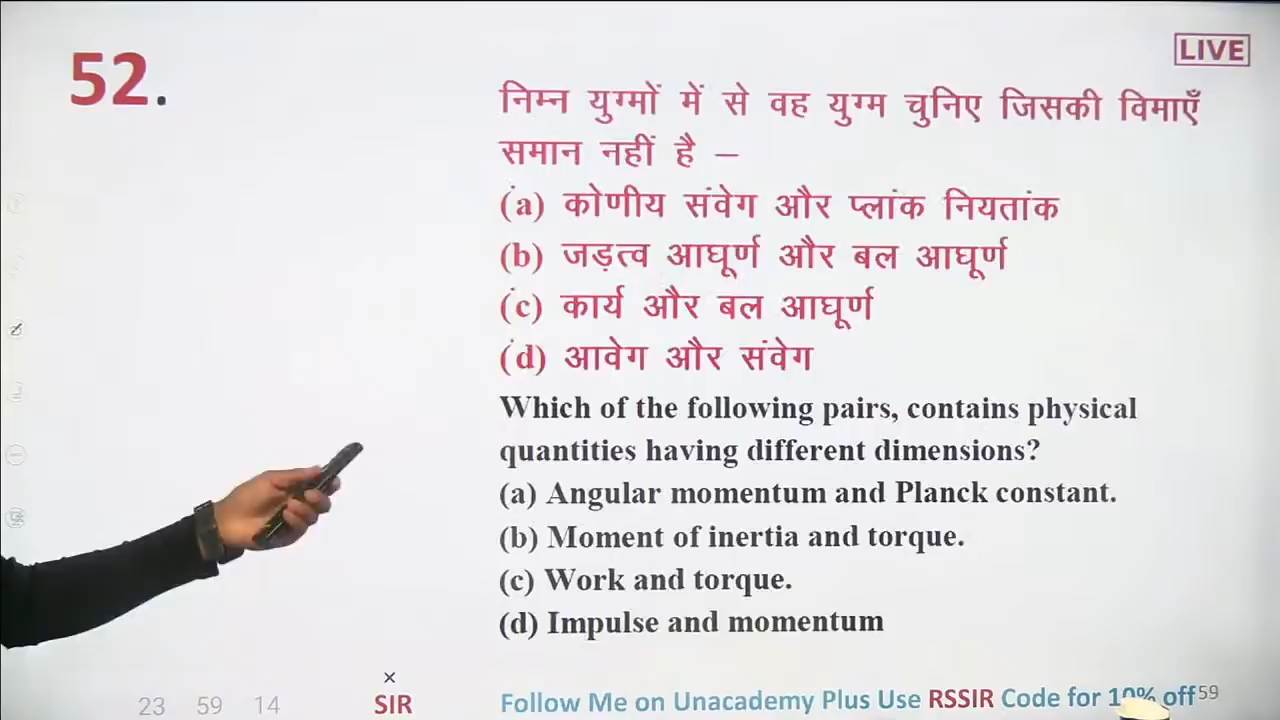 52.
LIVE
निम्न युग्मों में से वह युग्म चुनिए जिसकी विमाएँ
समान नहीं है –
(a) कोणीय संवेग और प्लांक नियतांक
(b) जड़त्व आघूर्ण और बल आघूर्ण
(c) कार्य और बल आघूर्ण
(d) आवेग और संवेग
Which of the following pairs, contains physical
quantities having different dimensions?
(a) Angular momentum and Planck constant.
(b) Moment of inertia and torque.
(c) Work and torque.
(d) Impulse and momentum
23 59 14
SIR
Follow Me on Unacademy Plus Use RSSIR Code for 10% off
59